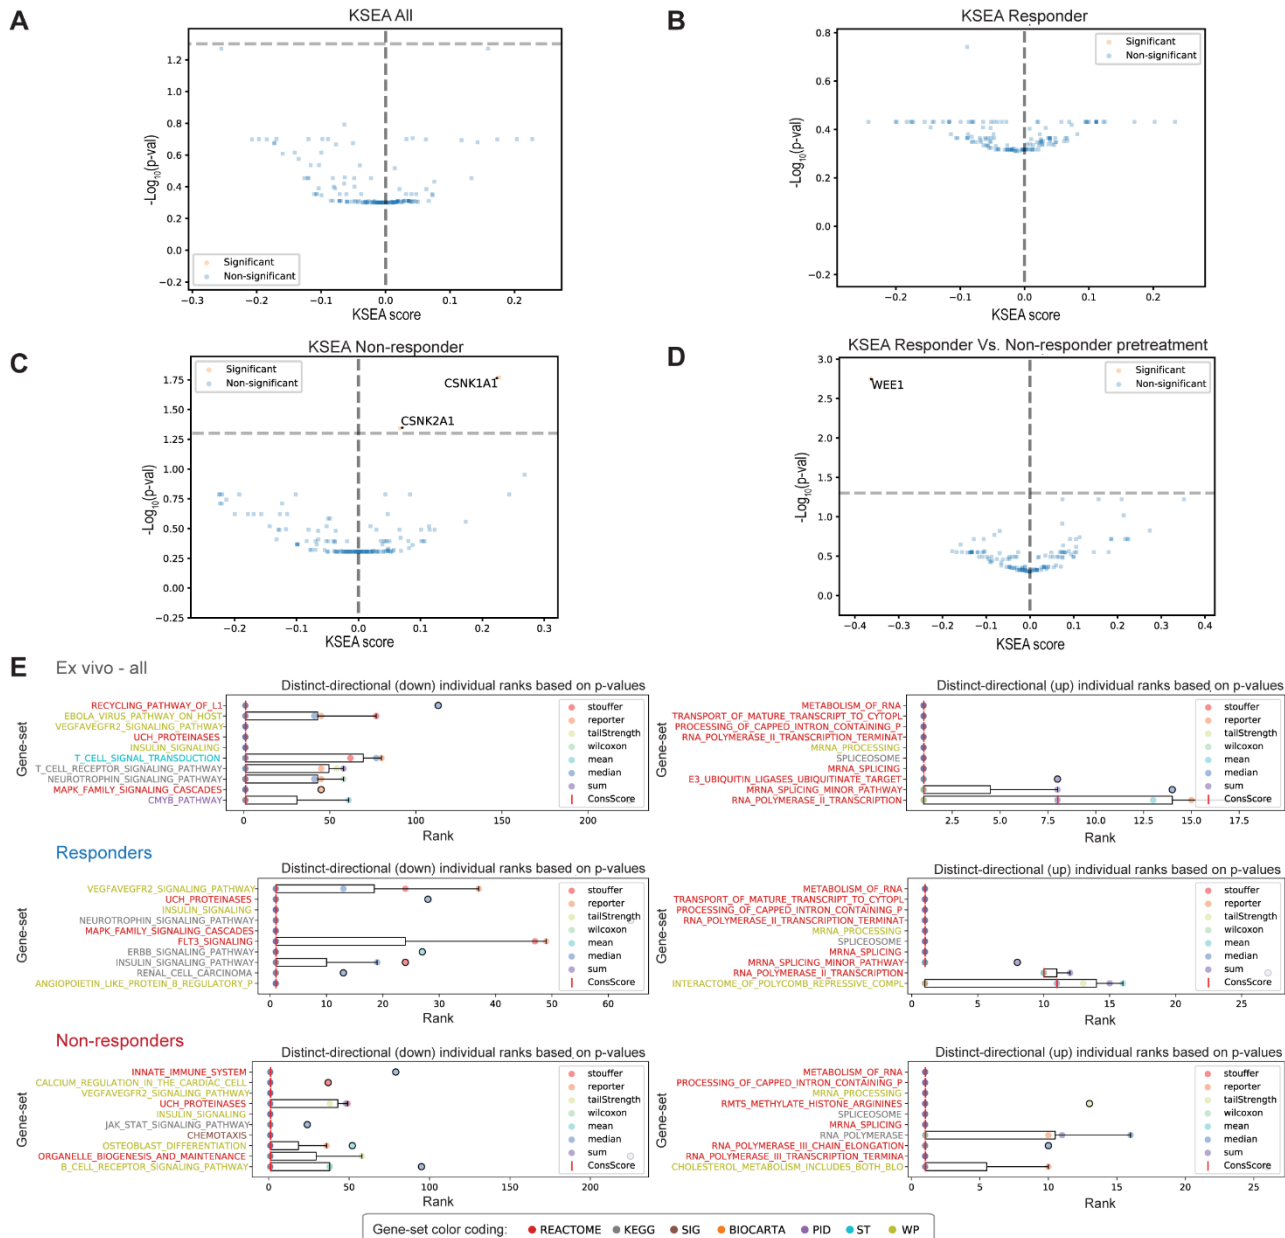 A
KSEA All
1.2
1.0
0.8
0.6
0.4
0.2
0.0
−0.2
-Log10(p-val)
Significant
Non-significant
−0.3 −0.2 −0.1 0.0 0.1 0.2
KSEA score
B
KSEA Responder
0.8
0.6
0.4
0.2
0.0
−0.2
-Log10(p-val)
Significant
Non-significant
−0.2 −0.1 0.0 0.1 0.2
KSEA score
C
KSEA Non-responder
1.75
1.50
1.25
1.00
0.75
0.50
0.25
0.00
−0.25
-Log10(p-val)
Significant
Non-significant
CSNK1A1
CSNK2A1
−0.2 −0.1 0.0 0.1 0.2 0.3
KSEA score
D
KSEA Responder Vs. Non-responder pretreatment
3.0
2.5
2.0
1.5
1.0
0.5
0.0
-Log10(p-val)
Significant
Non-significant
WEE1
−0.4 −0.3 −0.2 −0.1 0.0 0.1 0.2 0.3 0.4
KSEA score
E
Ex vivo - all
Distinct-directional (down) individual ranks based on p-values
Gene-set
RECYCLING_PATHWAY_OF_L1
EBOLA_VIRUS_PATHWAY_ON_HOST
VEGFAVEGFR2_SIGNALING_PATHWAY
UCH_PROTEINASES
INSULIN_SIGNALING
T_CELL_SIGNAL_TRANSDUCTION
T_CELL_RECEPTOR_SIGNALING_PATHWAY
NEUROTROPHIN_SIGNALING_PATHWAY
MAPK_FAMILY_SIGNALING_CASCADES
CMYB_PATHWAY
stouffer
reporter
tailStrength
wilcoxon
mean
median
sum
ConsScore
0 50 100 150 200
Rank
Distinct-directional (up) individual ranks based on p-values
Gene-set
METABOLISM_OF_RNA
TRANSPORT_OF_MATURE_TRANSCRIPT_TO_CYTOPL
PROCESSING_OF_CAPPED_INTRON_CONTAINING_P
RNA_POLYMERASE_II_TRANSCRIPTION_TERMINAT
MRNA_PROCESSING
SPLICEOSOME
MRNA_SPLICING
E3_UBIQUITIN_LIGASES_UBIQUITINATE_TARGET
MRNA_SPLICING_MINOR_PATHWAY
RNA_POLYMERASE_II_TRANSCRIPTION
stouffer
reporter
tailStrength
wilcoxon
mean
median
sum
ConsScore
2.5 5.0 7.5 10.0 12.5 15.0 17.5
Rank
Responders
Distinct-directional (down) individual ranks based on p-values
Gene-set
VEGFAVEGFR2_SIGNALING_PATHWAY
UCH_PROTEINASES
INSULIN_SIGNALING
NEUROTROPHIN_SIGNALING_PATHWAY
MAPK_FAMILY_SIGNALING_CASCADES
FLT3_SIGNALING
ERBB_SIGNALING_PATHWAY
INSULIN_SIGNALING_PATHWAY
RENAL_CELL_CARCINOMA
ANGIOPOIETIN_LIKE_PROTEIN_8_REGULATORY_P
stouffer
reporter
tailStrength
wilcoxon
mean
median
sum
ConsScore
0 10 20 30 40 50 60
Rank
Distinct-directional (up) individual ranks based on p-values
Gene-set
METABOLISM_OF_RNA
TRANSPORT_OF_MATURE_TRANSCRIPT_TO_CYTOPL
PROCESSING_OF_CAPPED_INTRON_CONTAINING_P
RNA_POLYMERASE_II_TRANSCRIPTION_TERMINAT
MRNA_PROCESSING
SPLICEOSOME
MRNA_SPLICING
MRNA_SPLICING_MINOR_PATHWAY
RNA_POLYMERASE_II_TRANSCRIPTION
INTERACTOME_OF_POLYCOMB_REPRESSIVE_COMPL
stouffer
reporter
tailStrength
wilcoxon
mean
median
sum
ConsScore
0 5 10 15 20 25
Rank
Non-responders
Distinct-directional (down) individual ranks based on p-values
Gene-set
INNATE_IMMUNE_SYSTEM
CALCIUM_REGULATION_IN_THE_CARDIAC_CELL
VEGFAVEGFR2_SIGNALING_PATHWAY
UCH_PROTEINASES
INSULIN_SIGNALING
JAK_STAT_SIGNALING_PATHWAY
CHEMOTAXIS
OSTEOBLAST_DIFFERENTIATION
ORGANELLE_BIOGENESIS_AND_MAINTENANCE
B_CELL_RECEPTOR_SIGNALING_PATHWAY
stouffer
reporter
tailStrength
wilcoxon
mean
median
sum
ConsScore
0 50 100 150 200
Rank
Distinct-directional (up) individual ranks based on p-values
Gene-set
METABOLISM_OF_RNA
PROCESSING_OF_CAPPED_INTRON_CONTAINING_P
MRNA_PROCESSING
RMTS_METHYLATE_HISTONE_ARGININES
SPLICEOSOME
MRNA_SPLICING
RNA_POLYMERASE
RNA_POLYMERASE_III_CHAIN_ELONGATION
RNA_POLYMERASE_III_TRANSCRIPTION_TERMINA
CHOLESTEROL_METABOLISM_INCLUDES_BOTH_BLO
stouffer
reporter
tailStrength
wilcoxon
mean
median
sum
ConsScore
0 5 10 15 20 25
Rank
Gene-set color coding: REACTOME KEGG SIG BIOCARTA PID ST WP